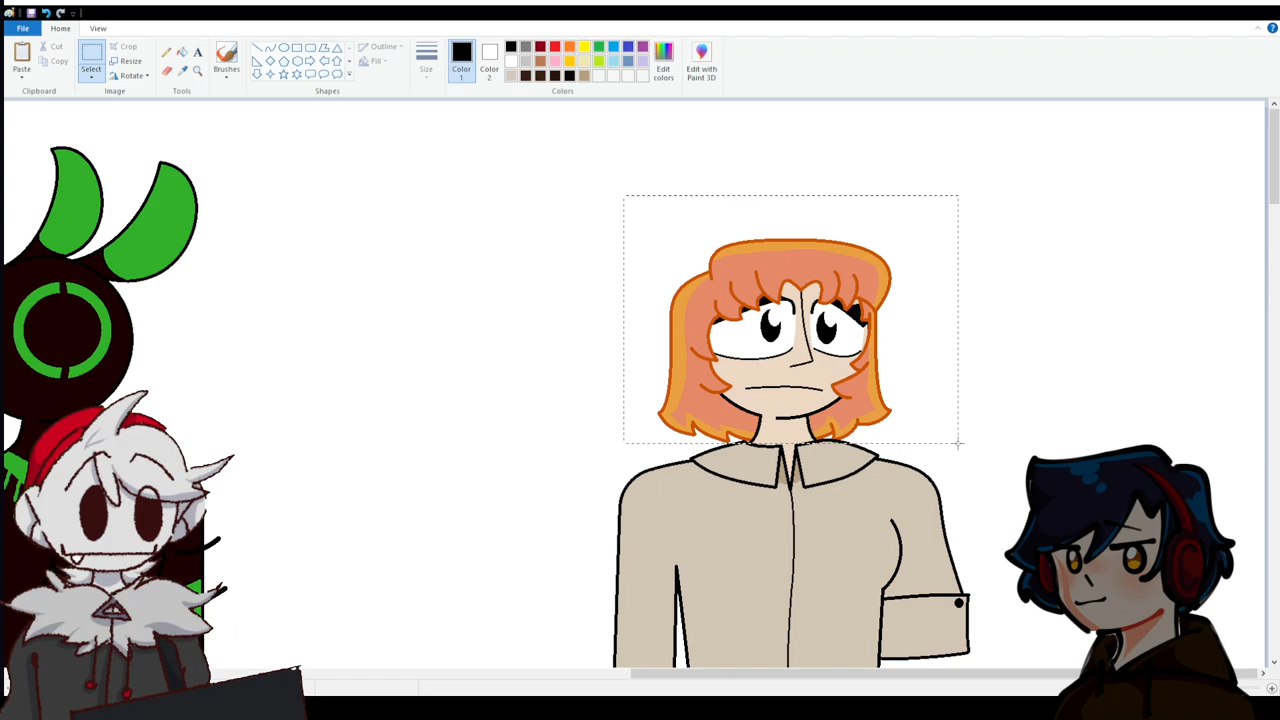 File Home View
Paste
Cut
Copy
Clipboard
Select
Crop
Resize
Rotate
Image
A
Tools
Brushes
Outline
Fill
Shapes
Size
Color 1
Color 2
Edit colors
Colors
Edit with Paint 3D